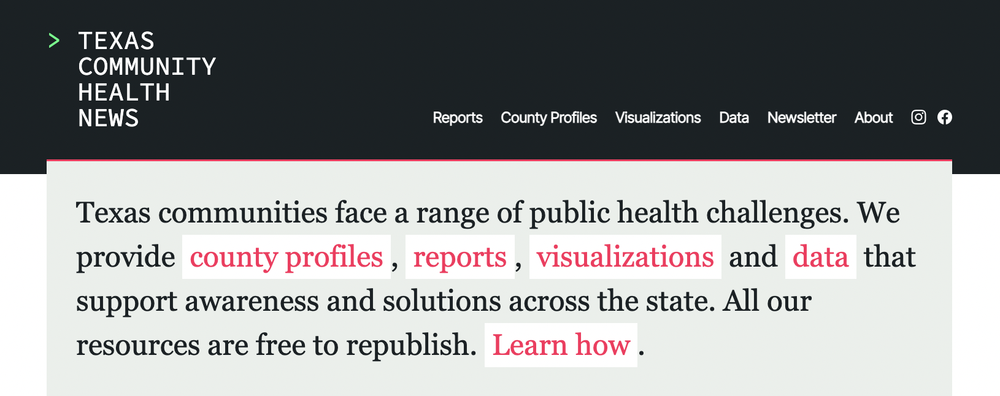 > TEXAS
COMMUNITY
HEALTH
NEWS
Reports County Profiles Visualizations Data Newsletter About
Texas communities face a range of public health challenges. We
provide county profiles, reports, visualizations and data that
support awareness and solutions across the state. All our
resources are free to republish. Learn how.